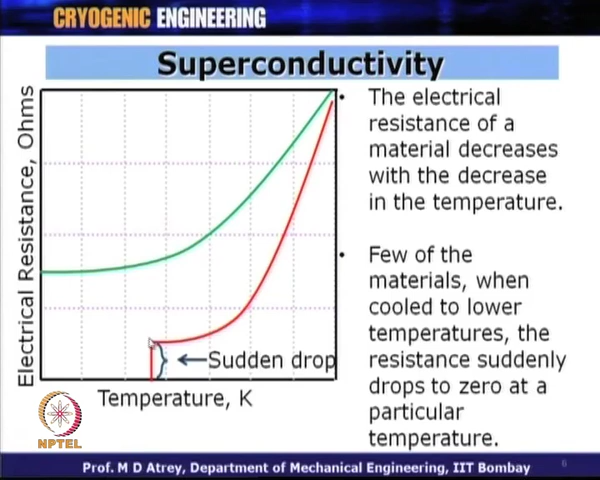 CRYOGENIC ENGINEERING
Superconductivity
Electrical Resistance, Ohms
Sudden drop
Temperature, K
• The electrical
resistance of a
material decreases
with the decrease
in the temperature.
• Few of the
materials, when
cooled to lower
temperatures, the
resistance suddenly
drops to zero at a
particular
temperature.
NPTEL
Prof. M D Atrey, Department of Mechanical Engineering, IIT Bombay
6